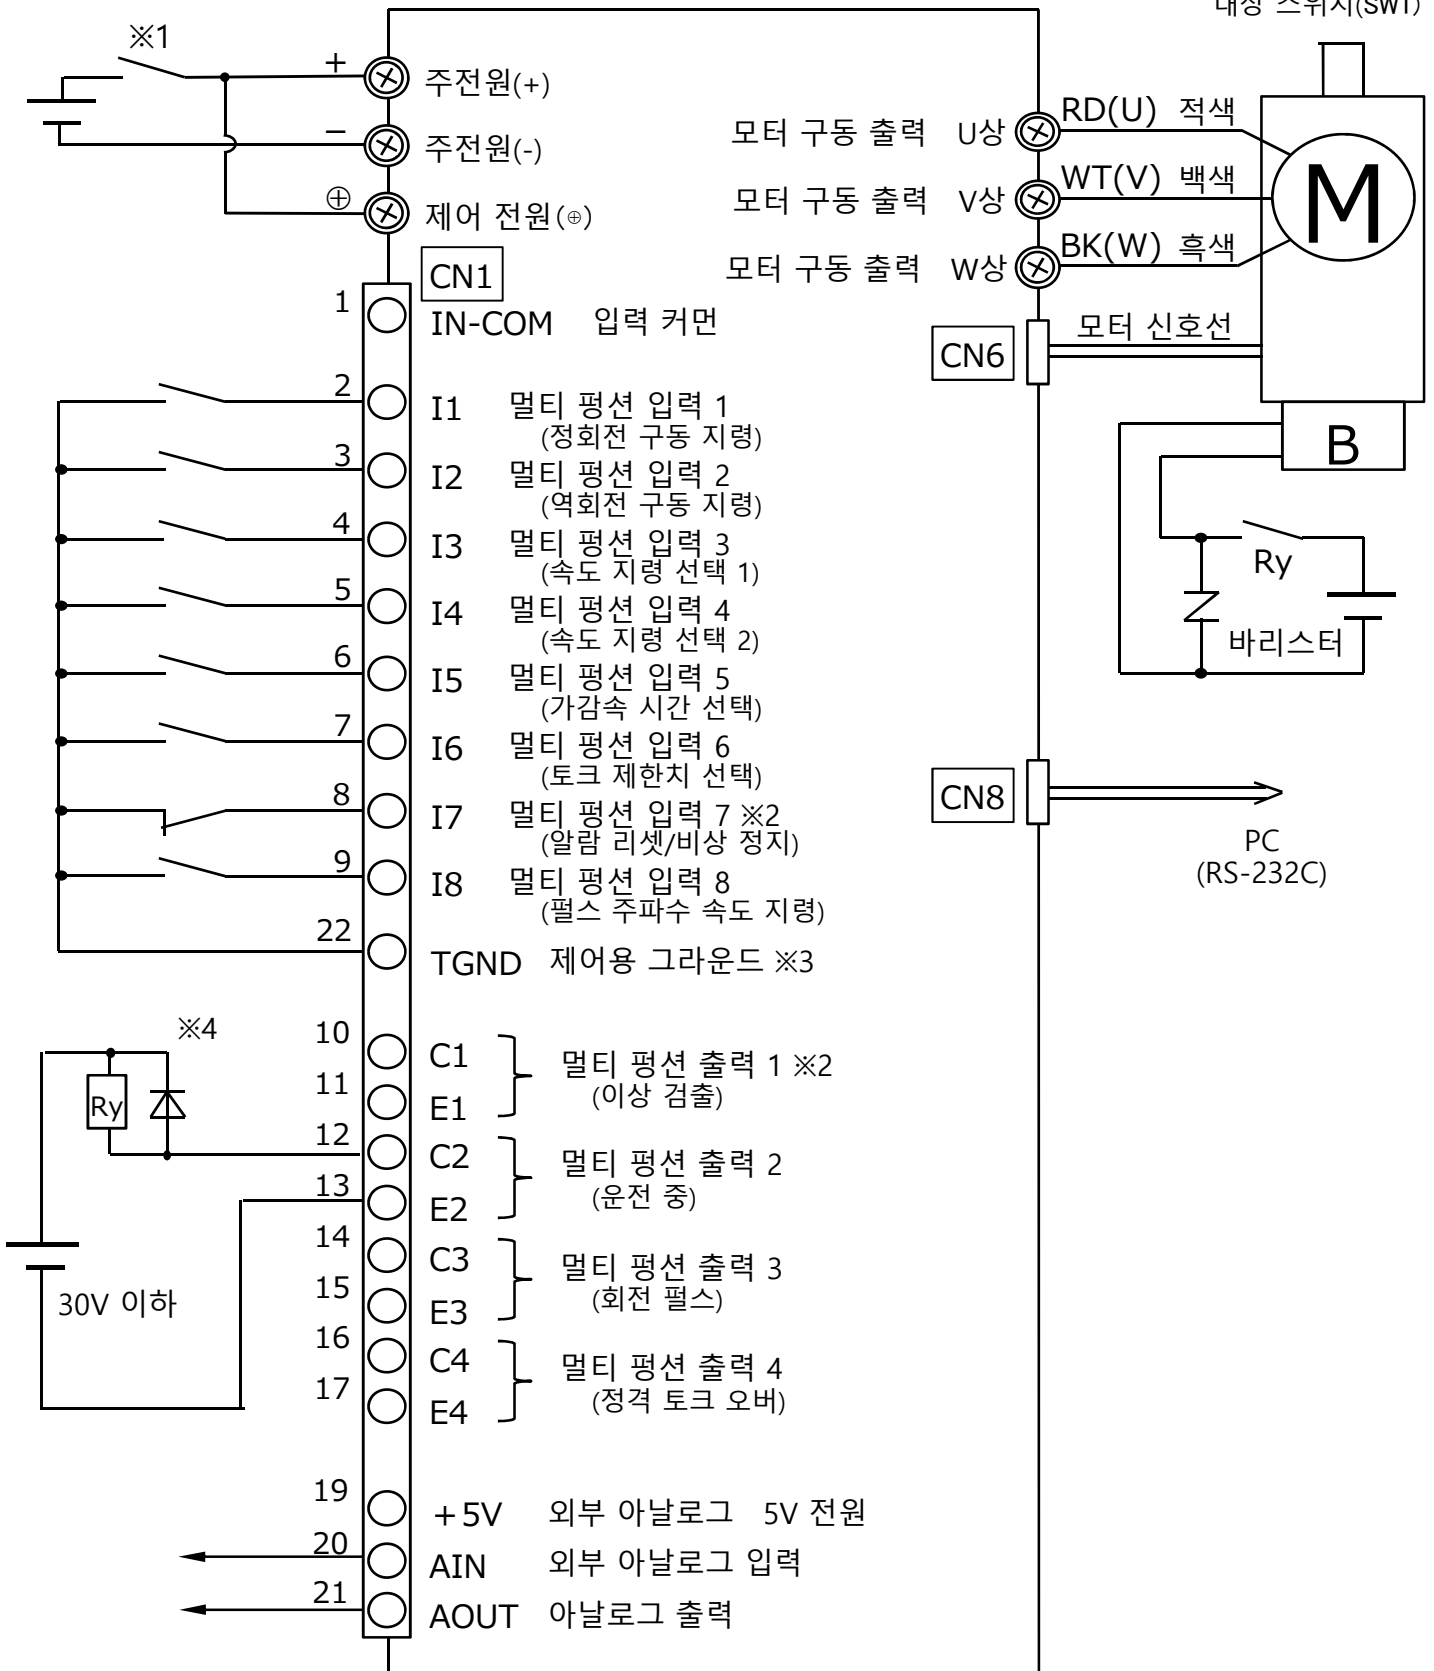 대상 스위치(SW1)
※1
+
주전원(+)
−
주전원(-)
⊕
제어 전원(⊕)
모터 구동 출력 U상
RD(U) 적색
모터 구동 출력 V상
WT(V) 백색
모터 구동 출력 W상
BK(W) 흑색
M
CN1
1
IN-COM 입력 커먼
CN6
모터 신호선
B
2
I1 멀티 펑션 입력 1
(정회전 구동 지령)
3
I2 멀티 펑션 입력 2
(역회전 구동 지령)
4
I3 멀티 펑션 입력 3
(속도 지령 선택 1)
5
I4 멀티 펑션 입력 4
(속도 지령 선택 2)
6
I5 멀티 펑션 입력 5
(가감속 시간 선택)
7
I6 멀티 펑션 입력 6
(토크 제한치 선택)
8
I7 멀티 펑션 입력 7 ※2
(알람 리셋/비상 정지)
9
I8 멀티 펑션 입력 8
(펄스 주파수 속도 지령)
22
TGND 제어용 그라운드 ※3
Ry
바리스터
CN8
PC
(RS-232C)
※4
Ry
30V 이하
10
C1
11
E1
멀티 펑션 출력 1 ※2
(이상 검출)
12
C2
13
E2
멀티 펑션 출력 2
(운전 중)
14
C3
15
E3
멀티 펑션 출력 3
(회전 펄스)
16
C4
17
E4
멀티 펑션 출력 4
(정격 토크 오버)
19
+5V 외부 아날로그 5V 전원
20
AIN 외부 아날로그 입력
21
AOUT 아날로그 출력